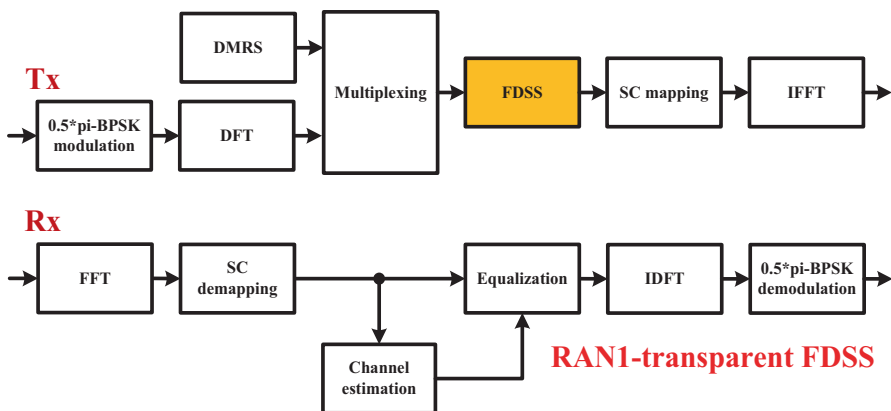 DMRS
Tx
Multiplexing
FDSS
SC mapping
IFFT
0.5*pi-BPSK
modulation
DFT
Rx
FFT
SC
demapping
Equalization
IDFT
0.5*pi-BPSK
demodulation
Channel
estimation
RAN1-transparent FDSS